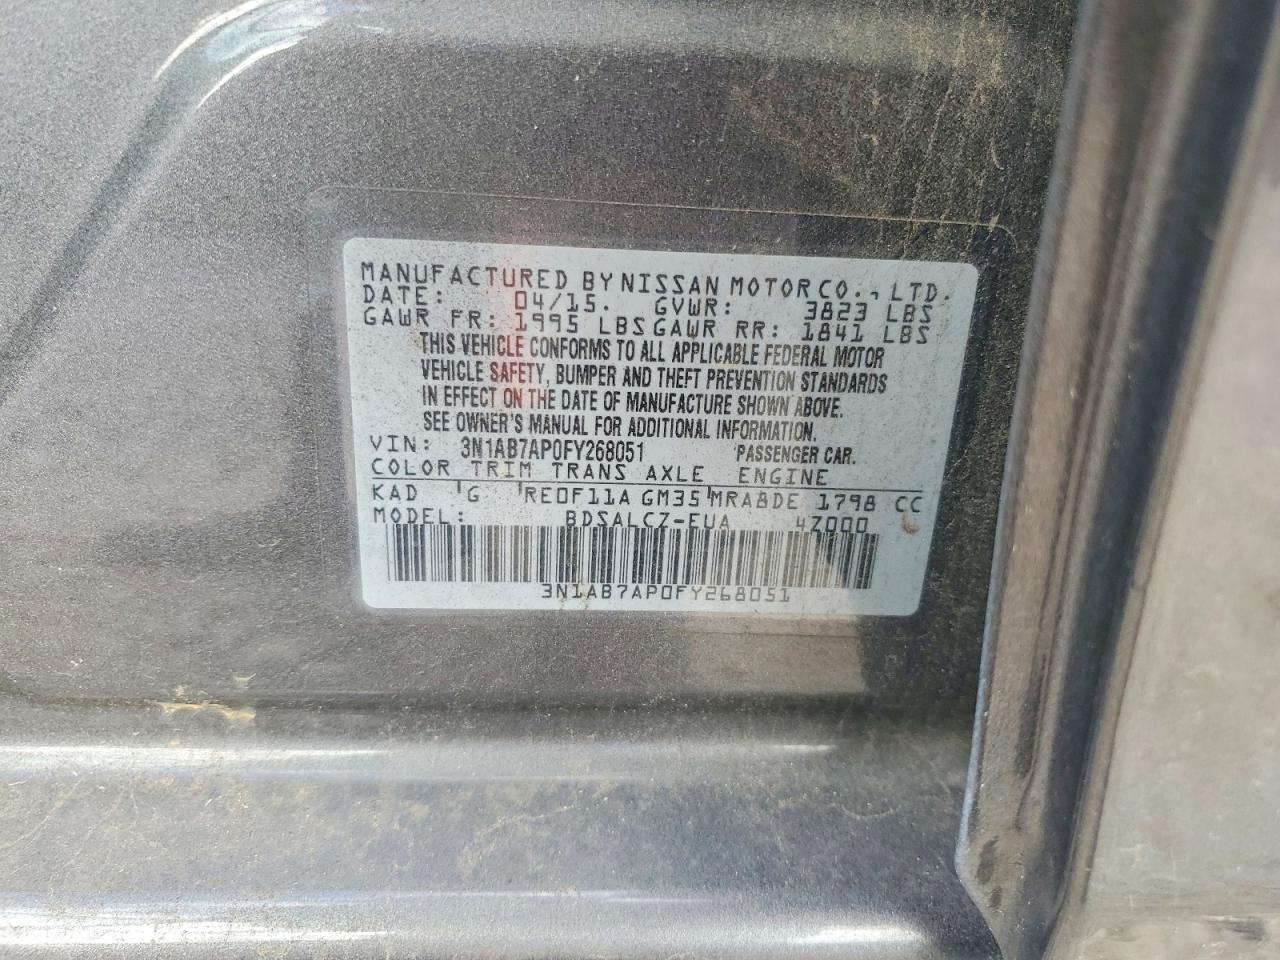 MANUFACTURED BY NISSAN MOTOR CO., LTD.
DATE: 04/15. GVWR: 3823 LBS
GAWR FR: 1995 LBS GAWR RR: 1841 LBS
THIS VEHICLE CONFORMS TO ALL APPLICABLE FEDERAL MOTOR
VEHICLE SAFETY, BUMPER AND THEFT PREVENTION STANDARDS
IN EFFECT ON THE DATE OF MANUFACTURE SHOWN ABOVE.
SEE OWNER'S MANUAL FOR ADDITIONAL INFORMATION.
VIN: 3N1AB7AP0FY268051 PASSENGER CAR.
COLOR TRIM TRANS AXLE ENGINE
KAD G RE0F11A GM35 MRA8DE 1798 CC
MODEL: BDSALCZ-EUA 4Z000
3N1AB7AP0FY268051